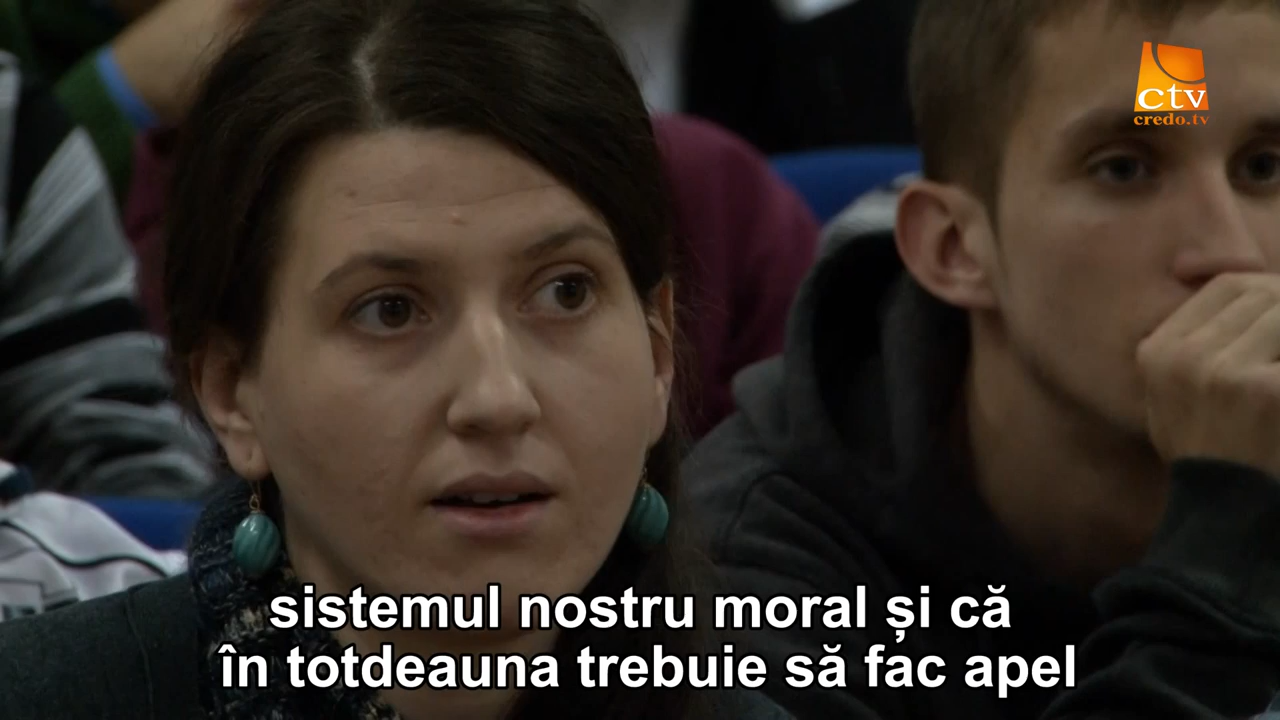 ctv
credo.tv
sistemul nostru moral și că
în totdeauna trebuie să fac apel